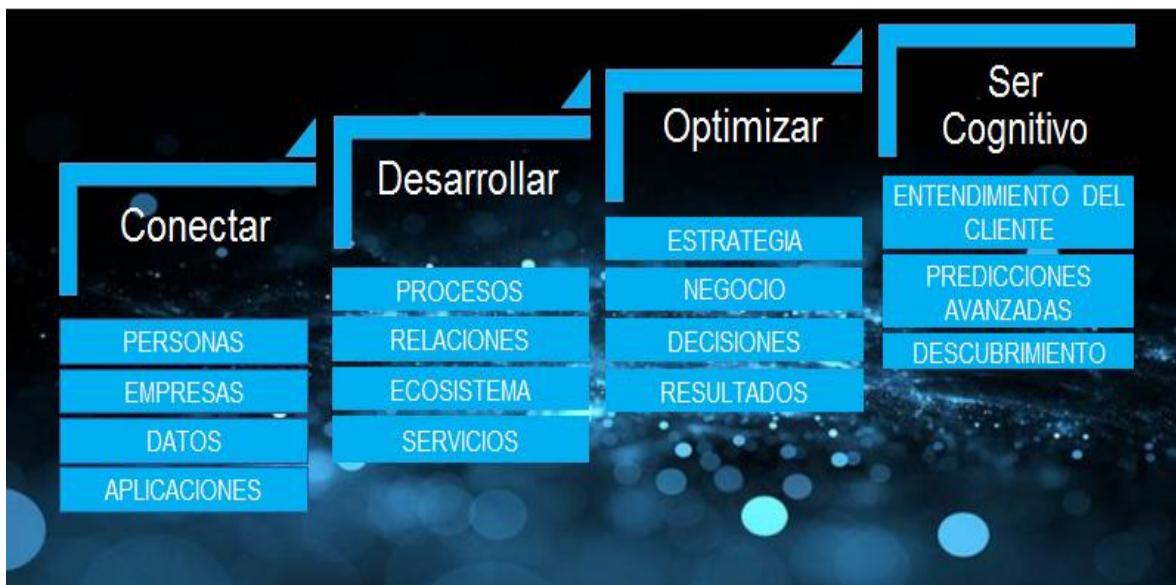 Conectar
PERSONAS
EMPRESAS
DATOS
APLICACIONES
Desarrollar
PROCESOS
RELACIONES
ECOSISTEMA
SERVICIOS
Optimizar
ESTRATEGIA
NEGOCIO
DECISIONES
RESULTADOS
Ser
Cognitivo
ENTENDIMIENTO DEL
CLIENTE
PREDICCIONES
AVANZADAS
DESCUBRIMIENTO